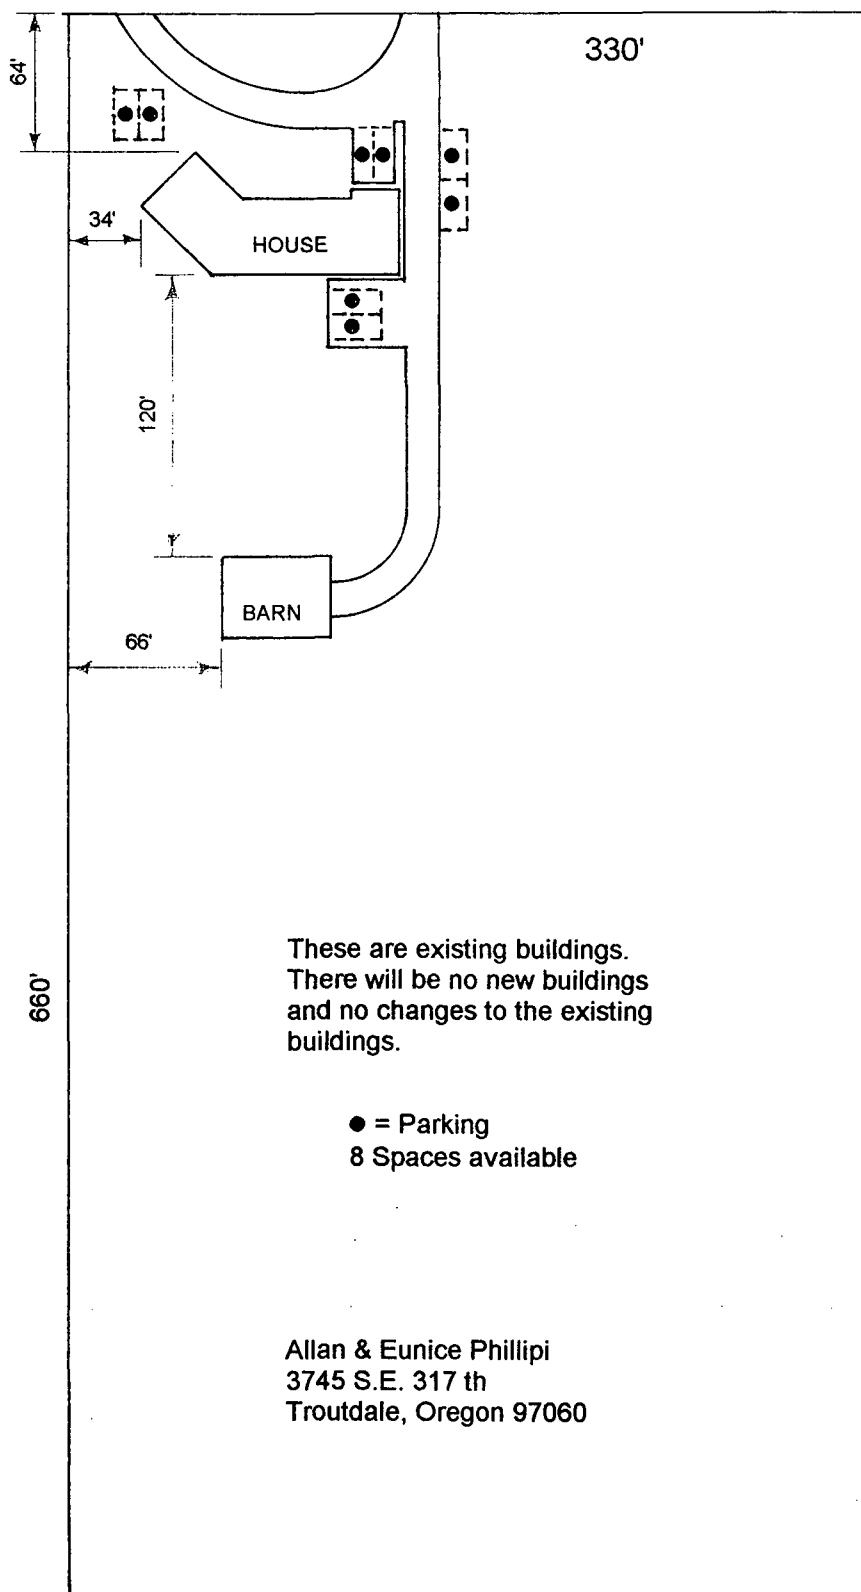 330'
64'
34'
HOUSE
120'
BARN
66'
660'
These are existing buildings.
There will be no new buildings
and no changes to the existing
buildings.
● = Parking
8 Spaces available
Allan & Eunice Phillipi
3745 S.E. 317 th
Troutdale, Oregon 97060